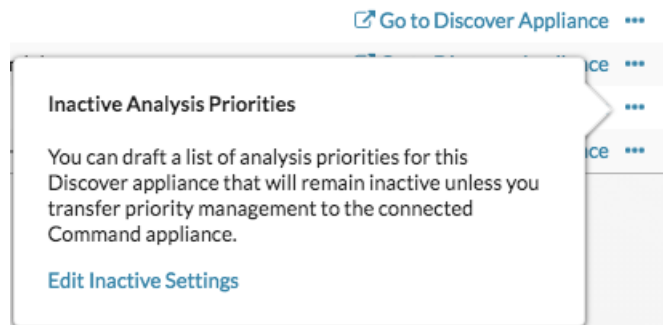 Go to Discover Appliance
ce
Inactive Analysis Priorities
You can draft a list of analysis priorities for this
Discover appliance that will remain inactive unless you
transfer priority management to the connected
Command appliance.
ce
Edit Inactive Settings